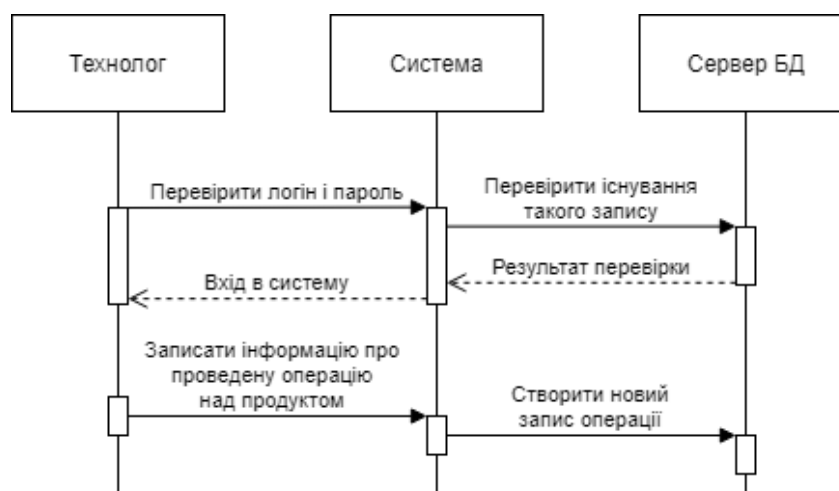 Технолог
Система
Сервер БД
Перевірити логін і пароль
Перевірити існування
такого запису
Результат перевірки
Вхід в систему
Записати інформацію про
проведену операцію
над продуктом
Створити новий
запис операції